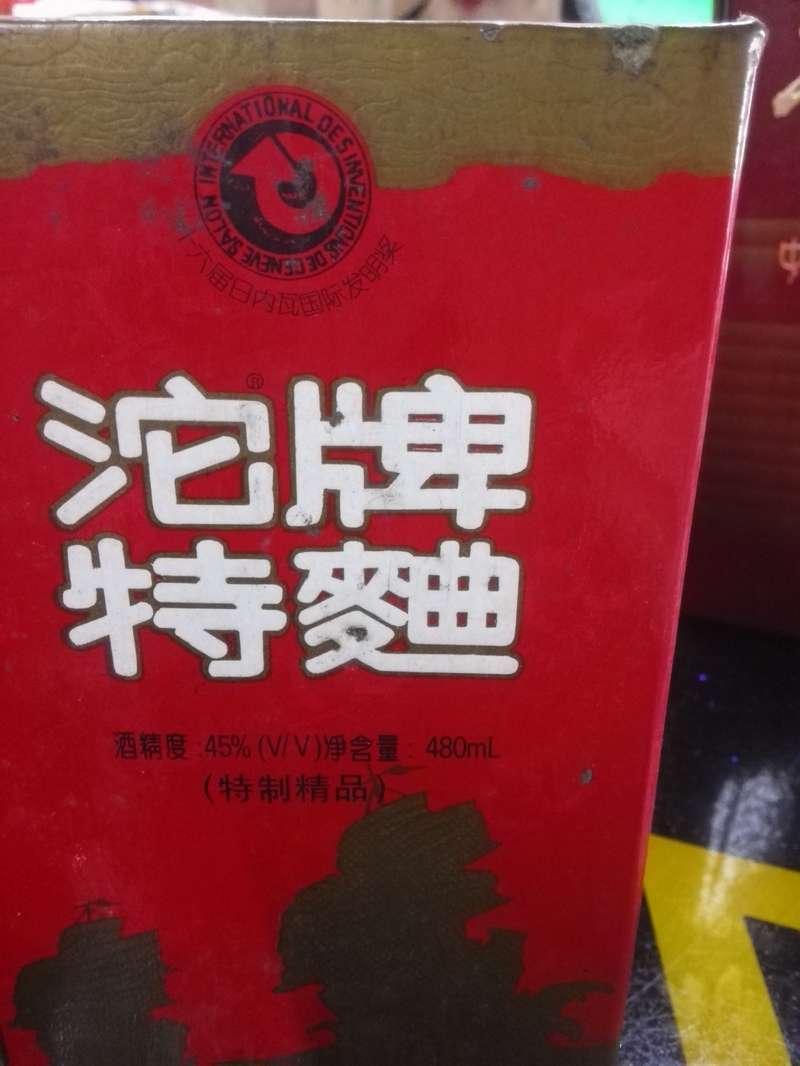 SALON INTERNATIONAL DES INVENTIONS DE GENEVE
十六届日内瓦国际发明奖
沱®牌
特麯
酒精度:45%(V/V)净含量:480mL
(特制精品)